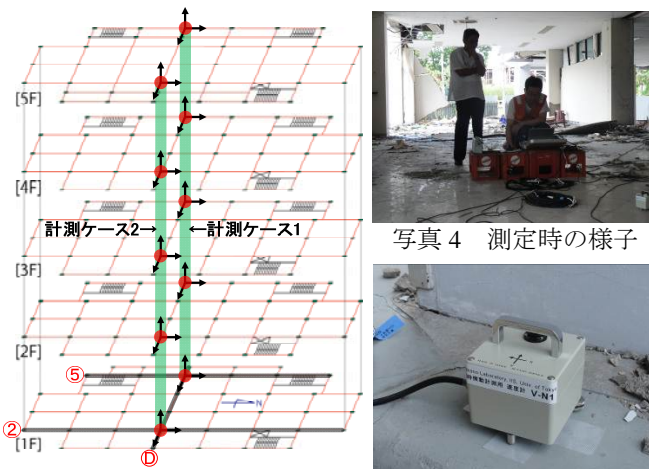 [5F]
[4F]
計測ケース2→ ←計測ケース1
[3F]
[2F]
⑤
N
②
[1F]
Ⓓ
写真 4 測定時の様子
V-N1